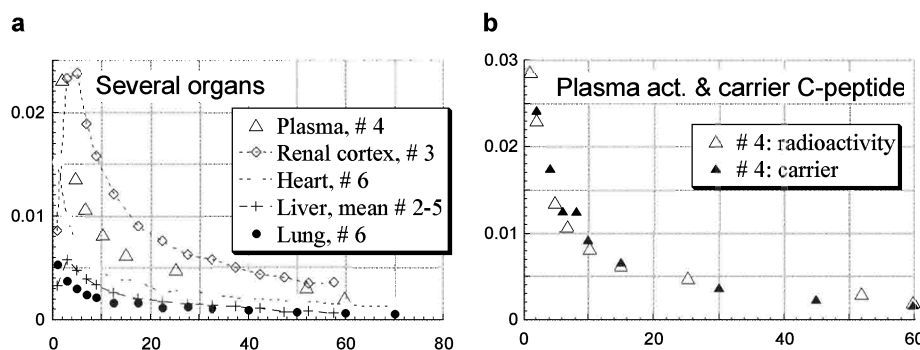 a
Several organs
0.02
0.01
0
Plasma, # 4
Renal cortex, # 3
Heart, # 6
Liver, mean # 2-5
Lung, # 6
0 20 40 60 80
b
Plasma act. & carrier C-peptide
0.03
0.02
0.01
0
# 4: radioactivity
# 4: carrier
0 20 40 60